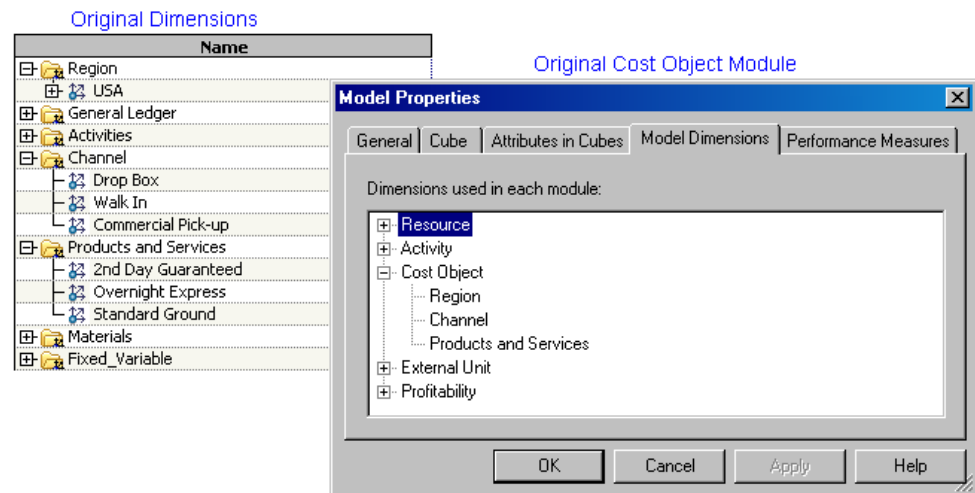 Original Dimensions
Name
Region
USA
General Ledger
Activities
Channel
Drop Box
Walk In
Commercial Pick-up
Products and Services
2nd Day Guaranteed
Overnight Express
Standard Ground
Materials
Fixed_Variable
Original Cost Object Module
Model Properties
General Cube Attributes in Cubes Model Dimensions Performance Measures
Dimensions used in each module:
Resource
Activity
Cost Object
Region
Channel
Products and Services
External Unit
Profitability
OK Cancel Apply Help